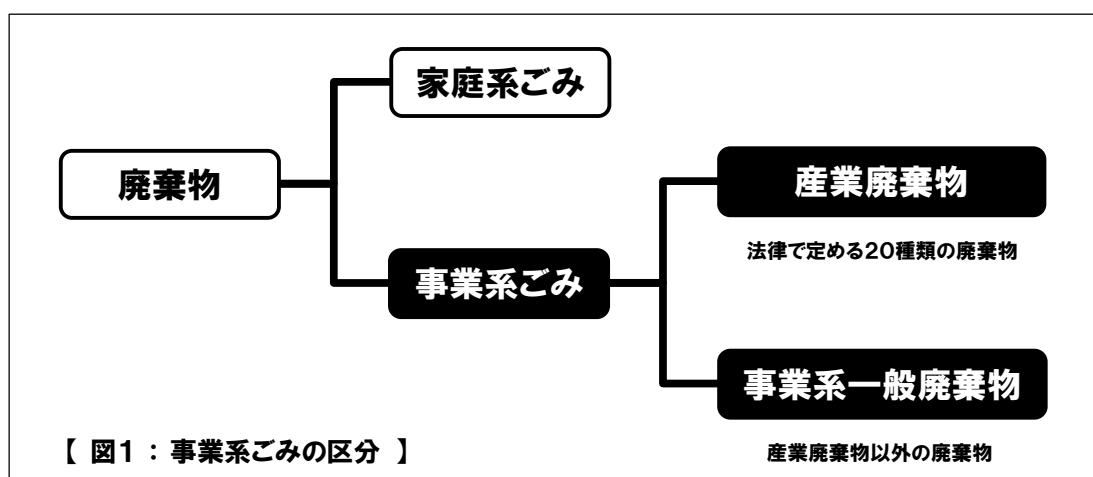 家庭系ごみ
廃棄物
産業廃棄物
法律で定める20種類の廃棄物
事業系ごみ
事業系一般廃棄物
産業廃棄物以外の廃棄物
【 図1 : 事業系ごみの区分 】